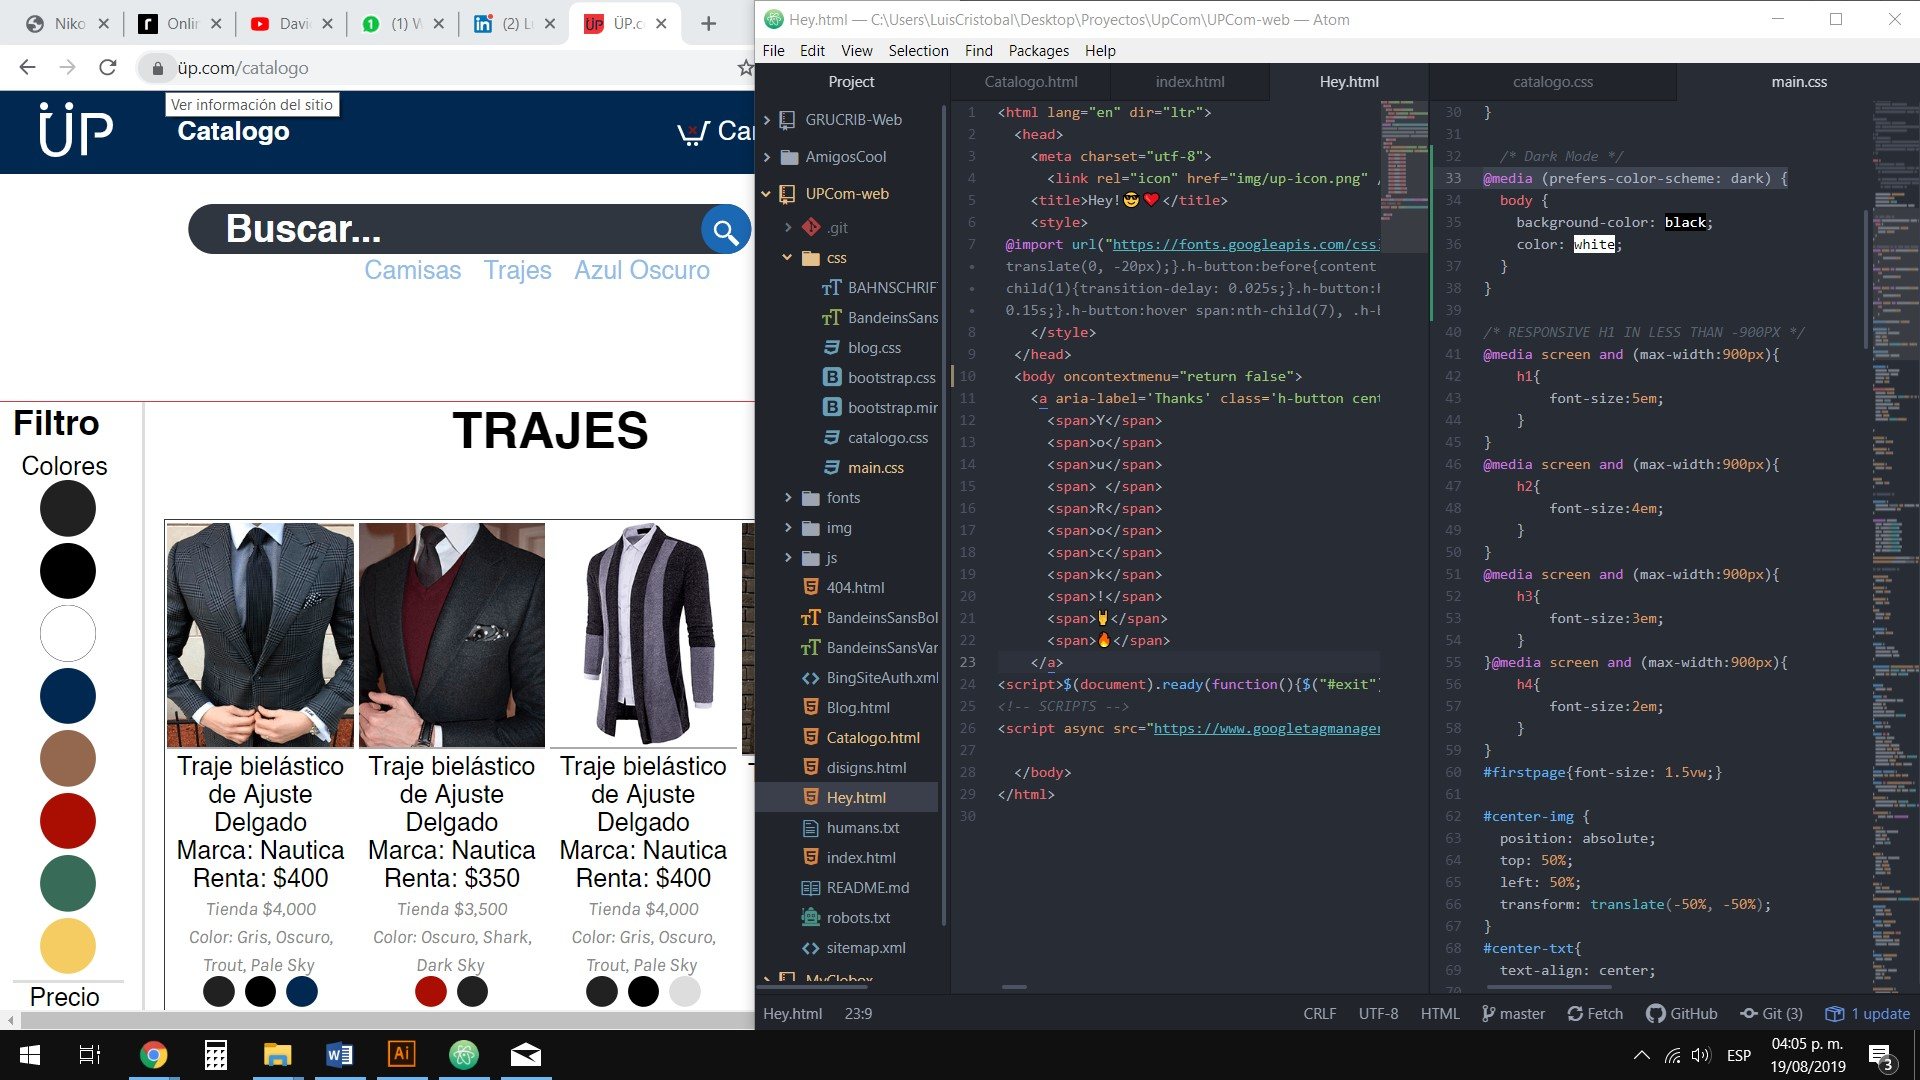 Niko
Onlin
Davi
(1) W
(2) L
ÜP.c
üp.com/catalogo
Ver información del sitio
ÜP
Catalogo
Buscar...
Camisas Trajes Azul Oscuro
Filtro
Colores
Precio
TRAJES
Traje bielástico
de Ajuste
Delgado
Marca: Nautica
Renta: $400
Tienda $4,000
Color: Gris, Oscuro,
Trout, Pale Sky
Traje bielástico
de Ajuste
Delgado
Marca: Nautica
Renta: $350
Tienda $3,500
Color: Oscuro, Shark,
Dark Sky
Traje bielástico
de Ajuste
Delgado
Marca: Nautica
Renta: $400
Tienda $4,000
Color: Gris, Oscuro,
Trout, Pale Sky
Hey.html — C:\Users\LuisCristobal\Desktop\Proyectos\UpCom\UPCom-web — Atom
File Edit View Selection Find Packages Help
Project
GRUCRIB-Web
AmigosCool
UPCom-web
.git
css
BAHNSCHRIF
BandeinsSans
blog.css
bootstrap.css
bootstrap.mir
catalogo.css
main.css
fonts
img
js
404.html
BandeinsSansBol
BandeinsSansVar
BingSiteAuth.xml
Blog.html
Catalogo.html
disigns.html
Hey.html
humans.txt
index.html
README.md
robots.txt
sitemap.xml
Catalogo.html index.html Hey.html
1 <html lang="en" dir="ltr">
2 <head>
3 <meta charset="utf-8">
4 <link rel="icon" href="img/up-icon.png" /
5 <title>Hey!😎❤️</title>
6 <style>
7 @import url("https://fonts.googleapis.com/css
• translate(0, -20px);}.h-button:before{content
• child(1){transition-delay: 0.025s;}.h-button:h
• 0.15s;}.h-button:hover span:nth-child(7), .h-b
8 </style>
9 </head>
10 <body oncontextmenu="return false">
11 <a aria-label='Thanks' class='h-button cent
12 <span>Y</span>
13 <span>o</span>
14 <span>u</span>
15 <span> </span>
16 <span>R</span>
17 <span>o</span>
18 <span>c</span>
19 <span>k</span>
20 <span>!</span>
21 <span>🤘</span>
22 <span>🔥</span>
23 </a>
24 <script>$(document).ready(function(){$("#exit")
25 <!-- SCRIPTS -->
26 <script async src="https://www.googletagmanager
27
28 </body>
29 </html>
30
catalogo.css main.css
30 }
31
32 /* Dark Mode */
33 @media (prefers-color-scheme: dark) {
34 body {
35 background-color: black;
36 color: white;
37 }
38 }
39
40 /* RESPONSIVE H1 IN LESS THAN -900PX */
41 @media screen and (max-width:900px){
42 h1{
43 font-size:5em;
44 }
45 }
46 @media screen and (max-width:900px){
47 h2{
48 font-size:4em;
49 }
50 }
51 @media screen and (max-width:900px){
52 h3{
53 font-size:3em;
54 }
55 }@media screen and (max-width:900px){
56 h4{
57 font-size:2em;
58 }
59 }
60 #firstpage{font-size: 1.5vw;}
61
62 #center-img {
63 position: absolute;
64 top: 50%;
65 left: 50%;
66 transform: translate(-50%, -50%);
67 }
68 #center-txt{
69 text-align: center;
Hey.html 23:9 CRLF UTF-8 HTML master Fetch GitHub Git (3) 1 update
ESP
04:05 p. m.
19/08/2019
3